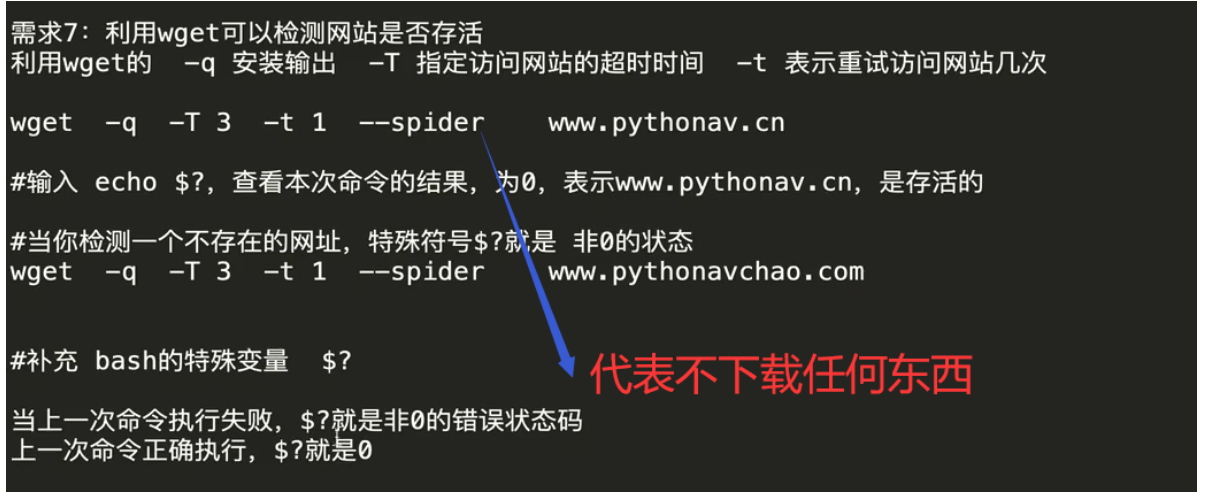 需求7：利用wget可以检测网站是否存活
利用wget的 -q 安装输出 -T 指定访问网站的超时时间 -t 表示重试访问网站几次
wget -q -T 3 -t 1 --spider www.pythonav.cn
#输入 echo $?，查看本次命令的结果，为0，表示www.pythonav.cn，是存活的
#当你检测一个不存在的网址，特殊符号$?就是 非0的状态
wget -q -T 3 -t 1 --spider www.pythonavchao.com
#补充 bash的特殊变量 $?
代表不下载任何东西
当上一次命令执行失败，$?就是非0的错误状态码
上一次命令正确执行，$?就是0